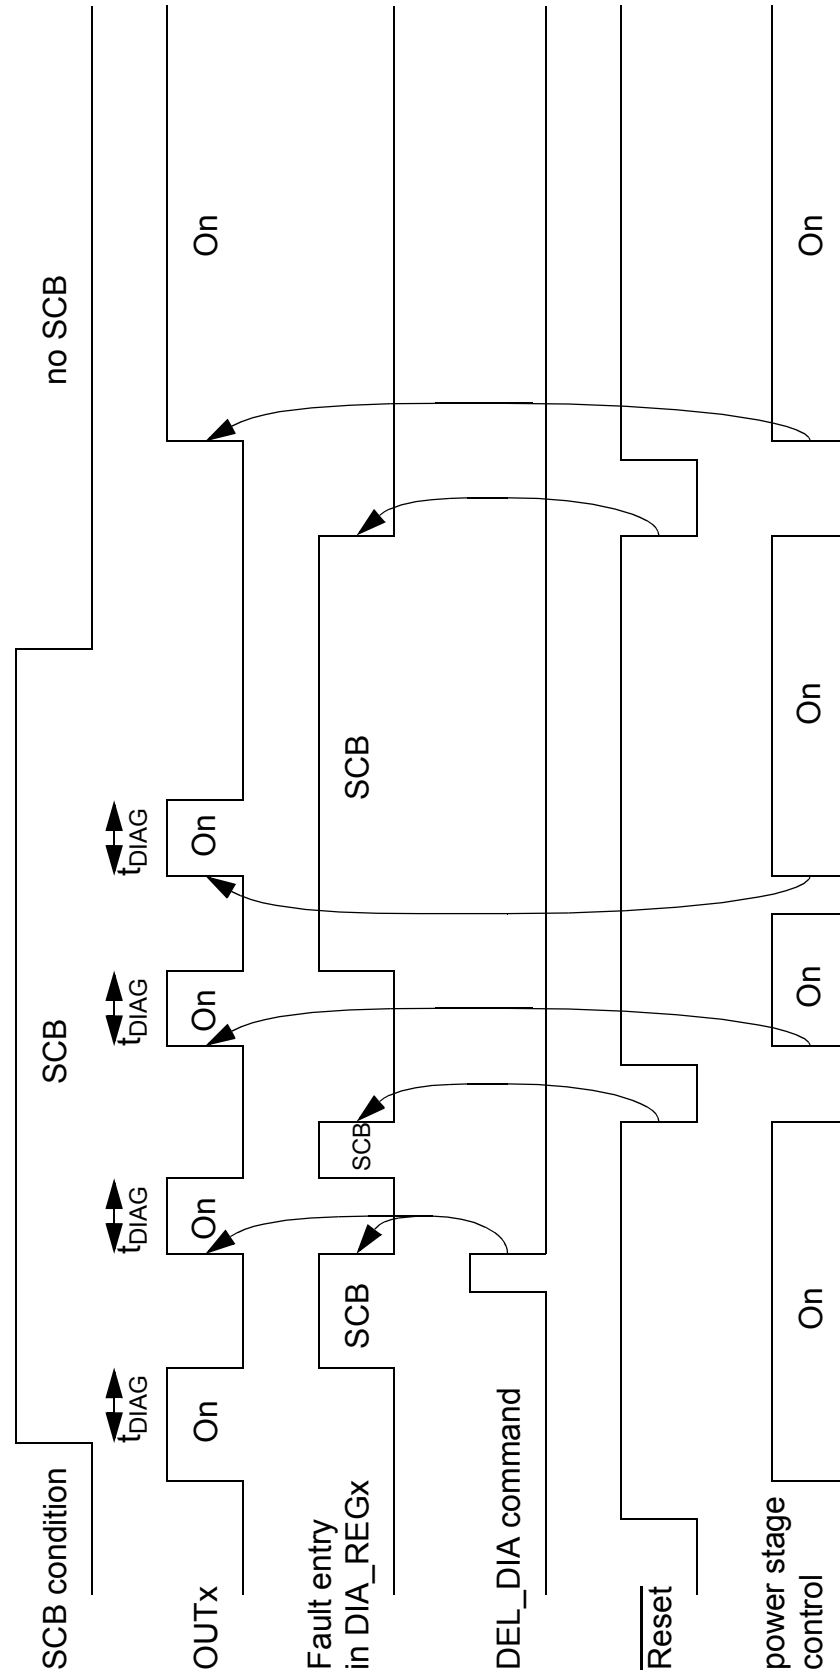 SCB condition
SCB
no SCB
t_DIAG
t_DIAG
t_DIAG
t_DIAG
OUTx
On
On
On
On
On
Fault entry
in DIA_REGx
SCB
SCB
SCB
DEL_DIA command
Reset
power stage
control
On
On
On
On